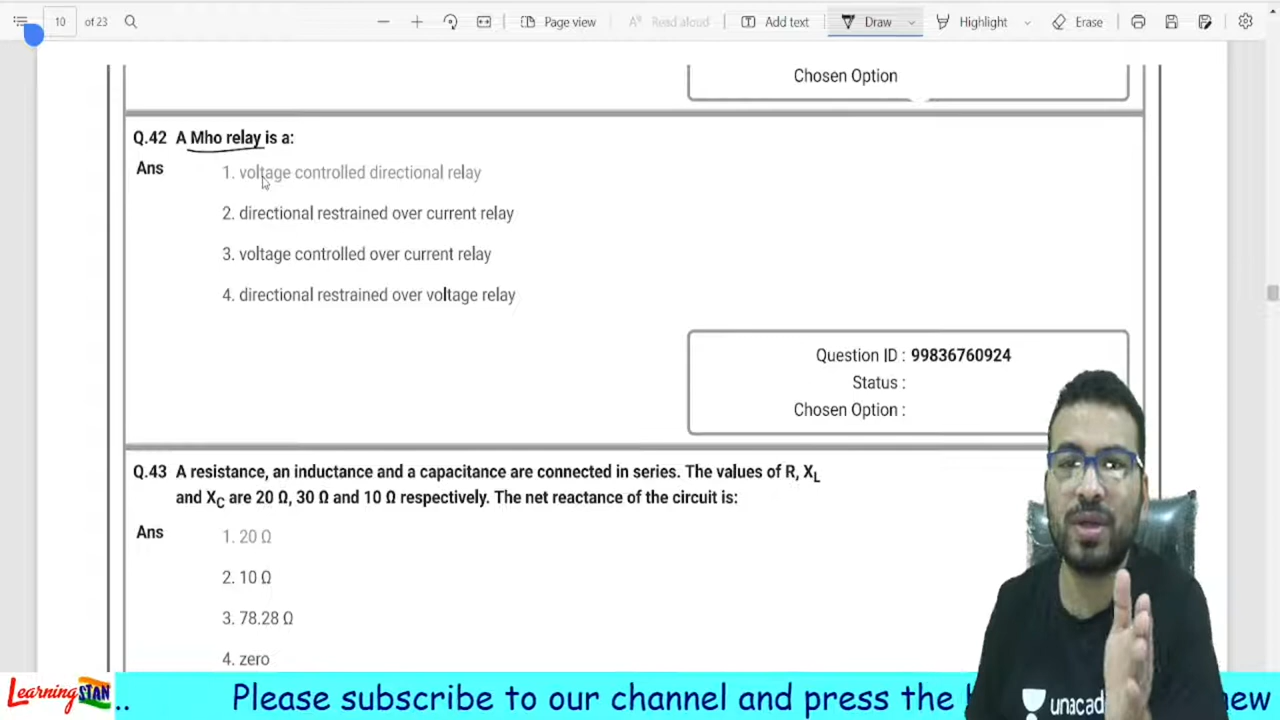 10 of 23 Page view Read aloud Add text Draw Highlight Erase
Chosen Option
Q.42 A Mho relay is a:
Ans 1. voltage controlled directional relay
2. directional restrained over current relay
3. voltage controlled over current relay
4. directional restrained over voltage relay
Question ID : 99836760924
Status :
Chosen Option :
Q.43 A resistance, an inductance and a capacitance are connected in series. The values of R, XL
and XC are 20 Ω, 30 Ω and 10 Ω respectively. The net reactance of the circuit is:
Ans 1. 20 Ω
2. 10 Ω
3. 78.28 Ω
4. zero
unacad
Learning STAN .. Please subscribe to our channel and press the new